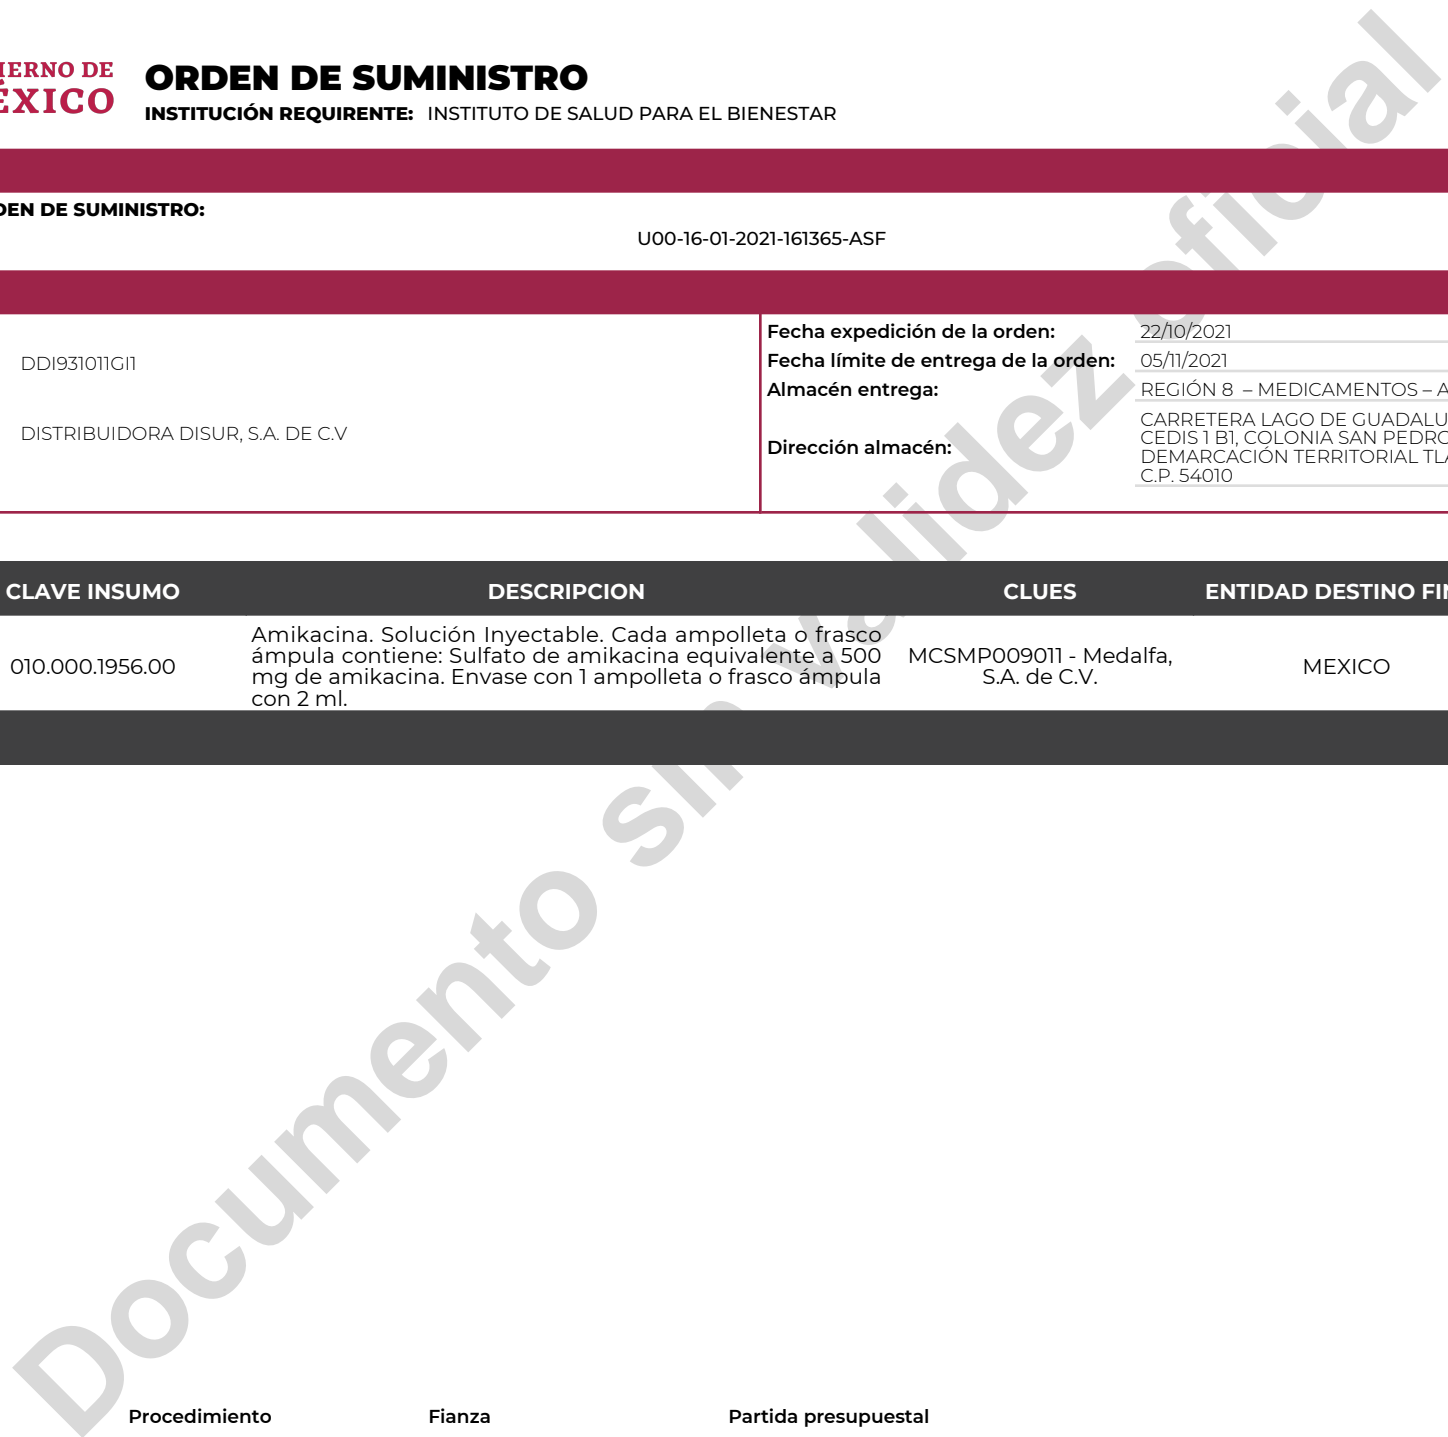 IERNO DE
ÉXICO
ORDEN DE SUMINISTRO
INSTITUCIÓN REQUIRENTE: INSTITUTO DE SALUD PARA EL BIENESTAR
DEN DE SUMINISTRO:
U00-16-01-2021-161365-ASF
DDI931011GI1
DISTRIBUIDORA DISUR, S.A. DE C.V
Fecha expedición de la orden: 22/10/2021
Fecha límite de entrega de la orden: 05/11/2021
Almacén entrega: REGIÓN 8 – MEDICAMENTOS – A
Dirección almacén:
CARRETERA LAGO DE GUADALU
CEDIS 1 B1, COLONIA SAN PEDRO
DEMARCACIÓN TERRITORIAL TLA
C.P. 54010
CLAVE INSUMO DESCRIPCION CLUES ENTIDAD DESTINO FIN
010.000.1956.00
Amikacina. Solución Inyectable. Cada ampolleta o frasco
ámpula contiene: Sulfato de amikacina equivalente a 500
mg de amikacina. Envase con 1 ampolleta o frasco ámpula
con 2 ml.
MCSMP009011 - Medalfa,
S.A. de C.V.
MEXICO
Documento sin validez oficial
Procedimiento Fianza Partida presupuestal